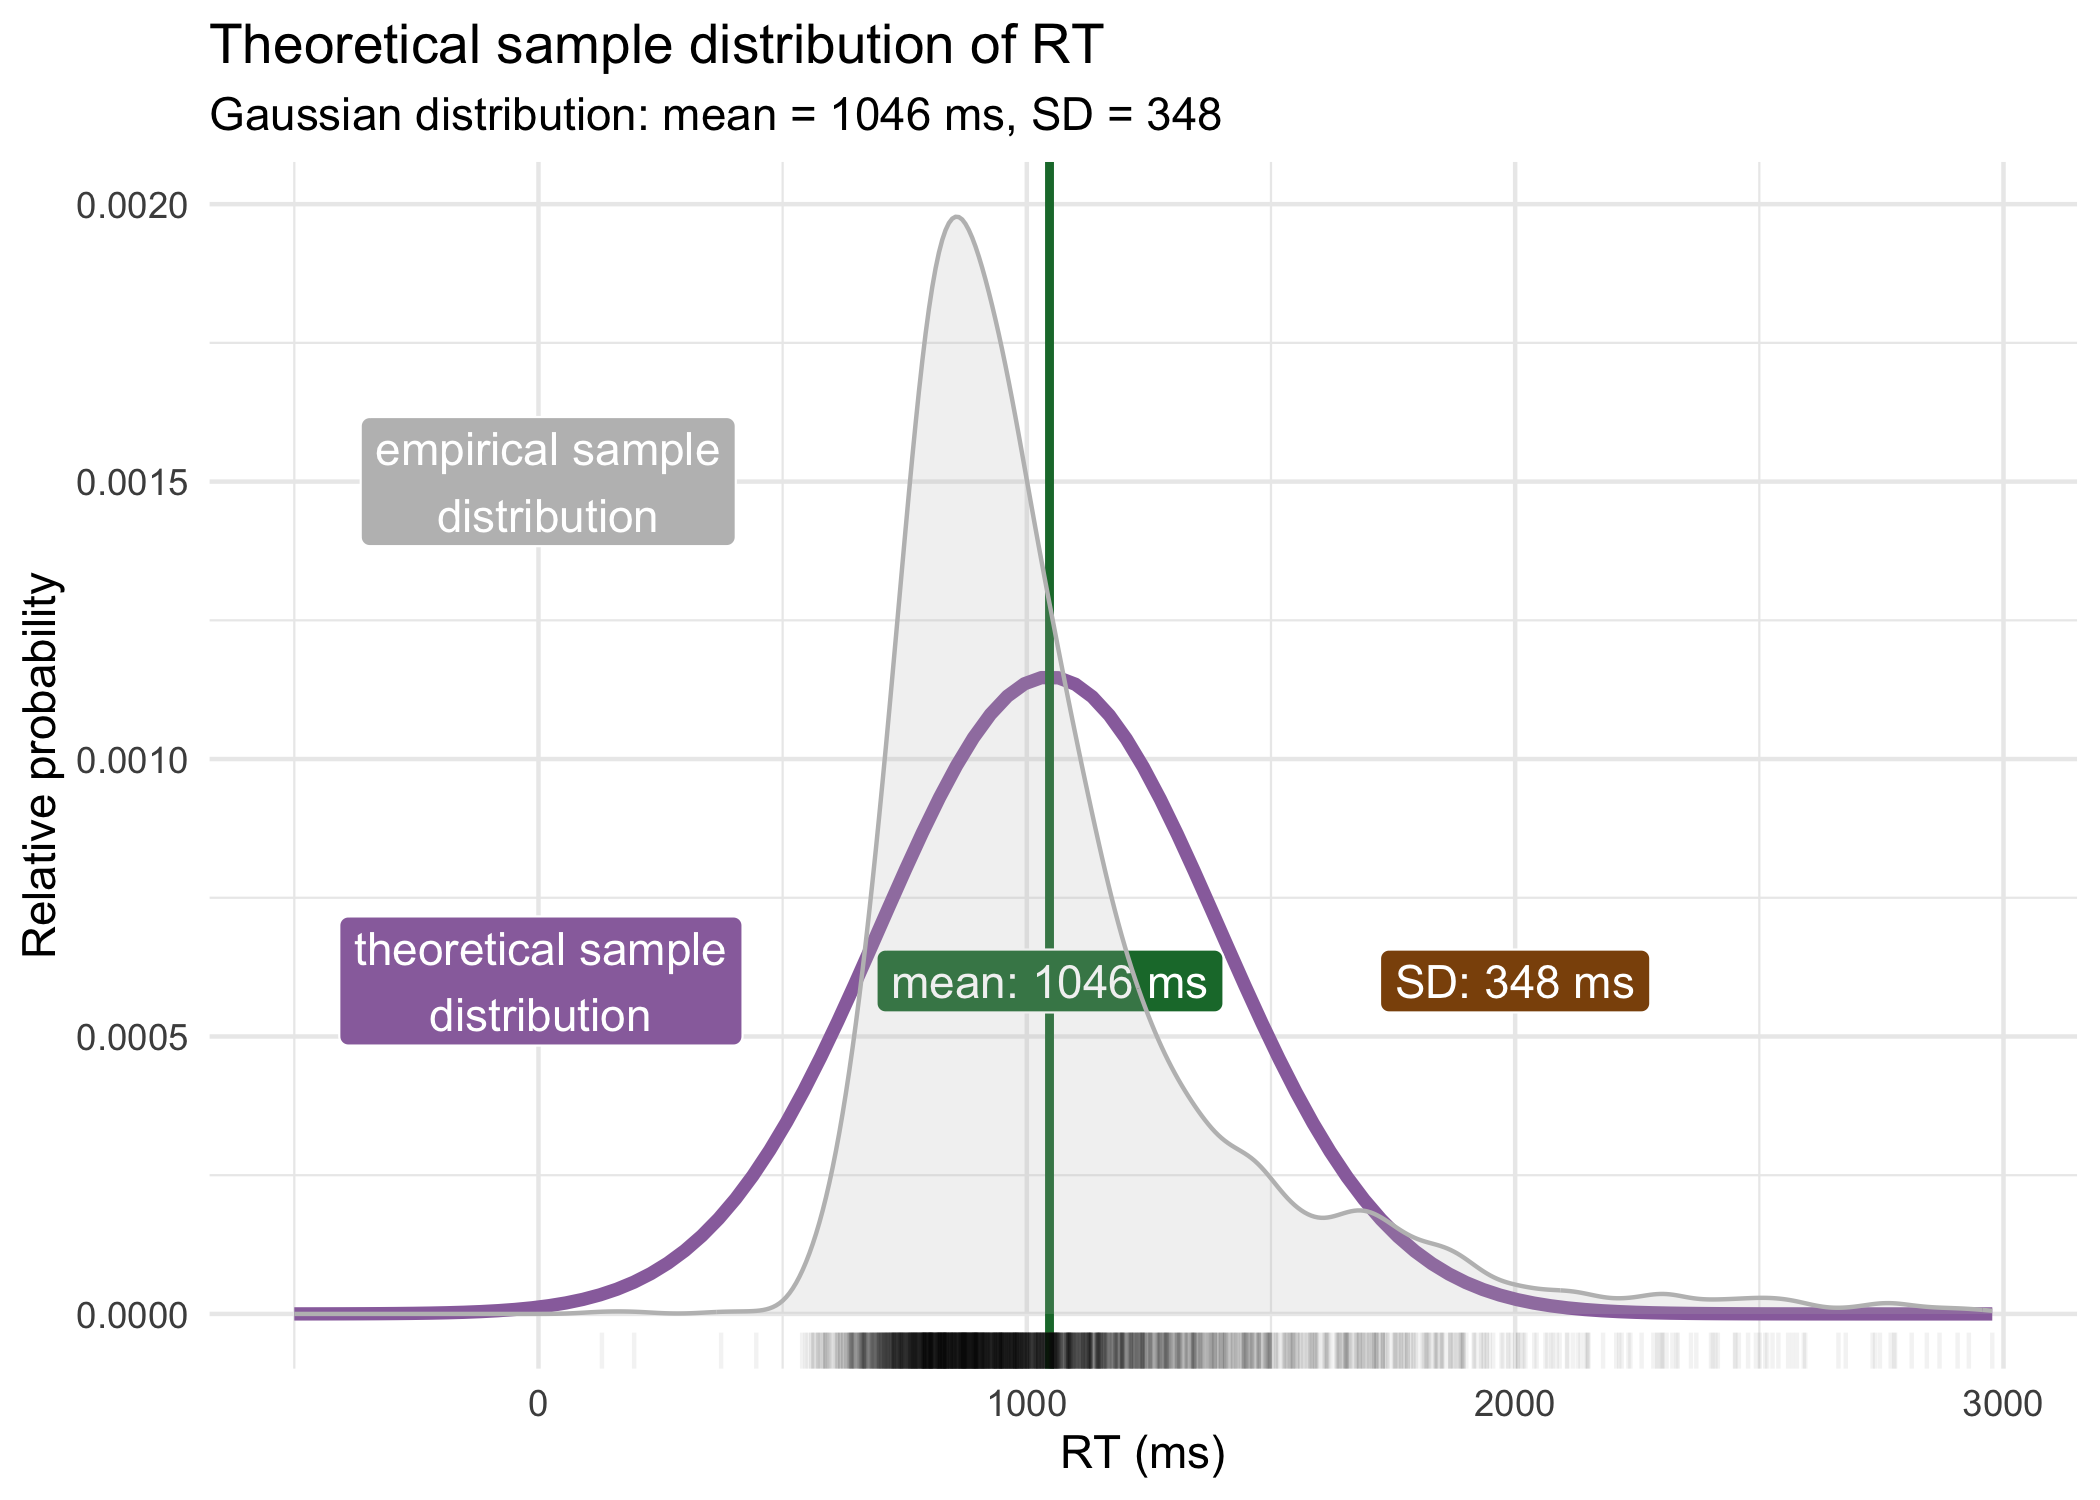 Theoretical sample distribution of RT
Gaussian distribution: mean = 1046 ms, SD = 348
Relative probability
0.0020
0.0015
0.0010
0.0005
0.0000
empirical sample
distribution
theoretical sample
distribution
mean: 1046 ms
SD: 348 ms
0
1000
2000
3000
RT (ms)